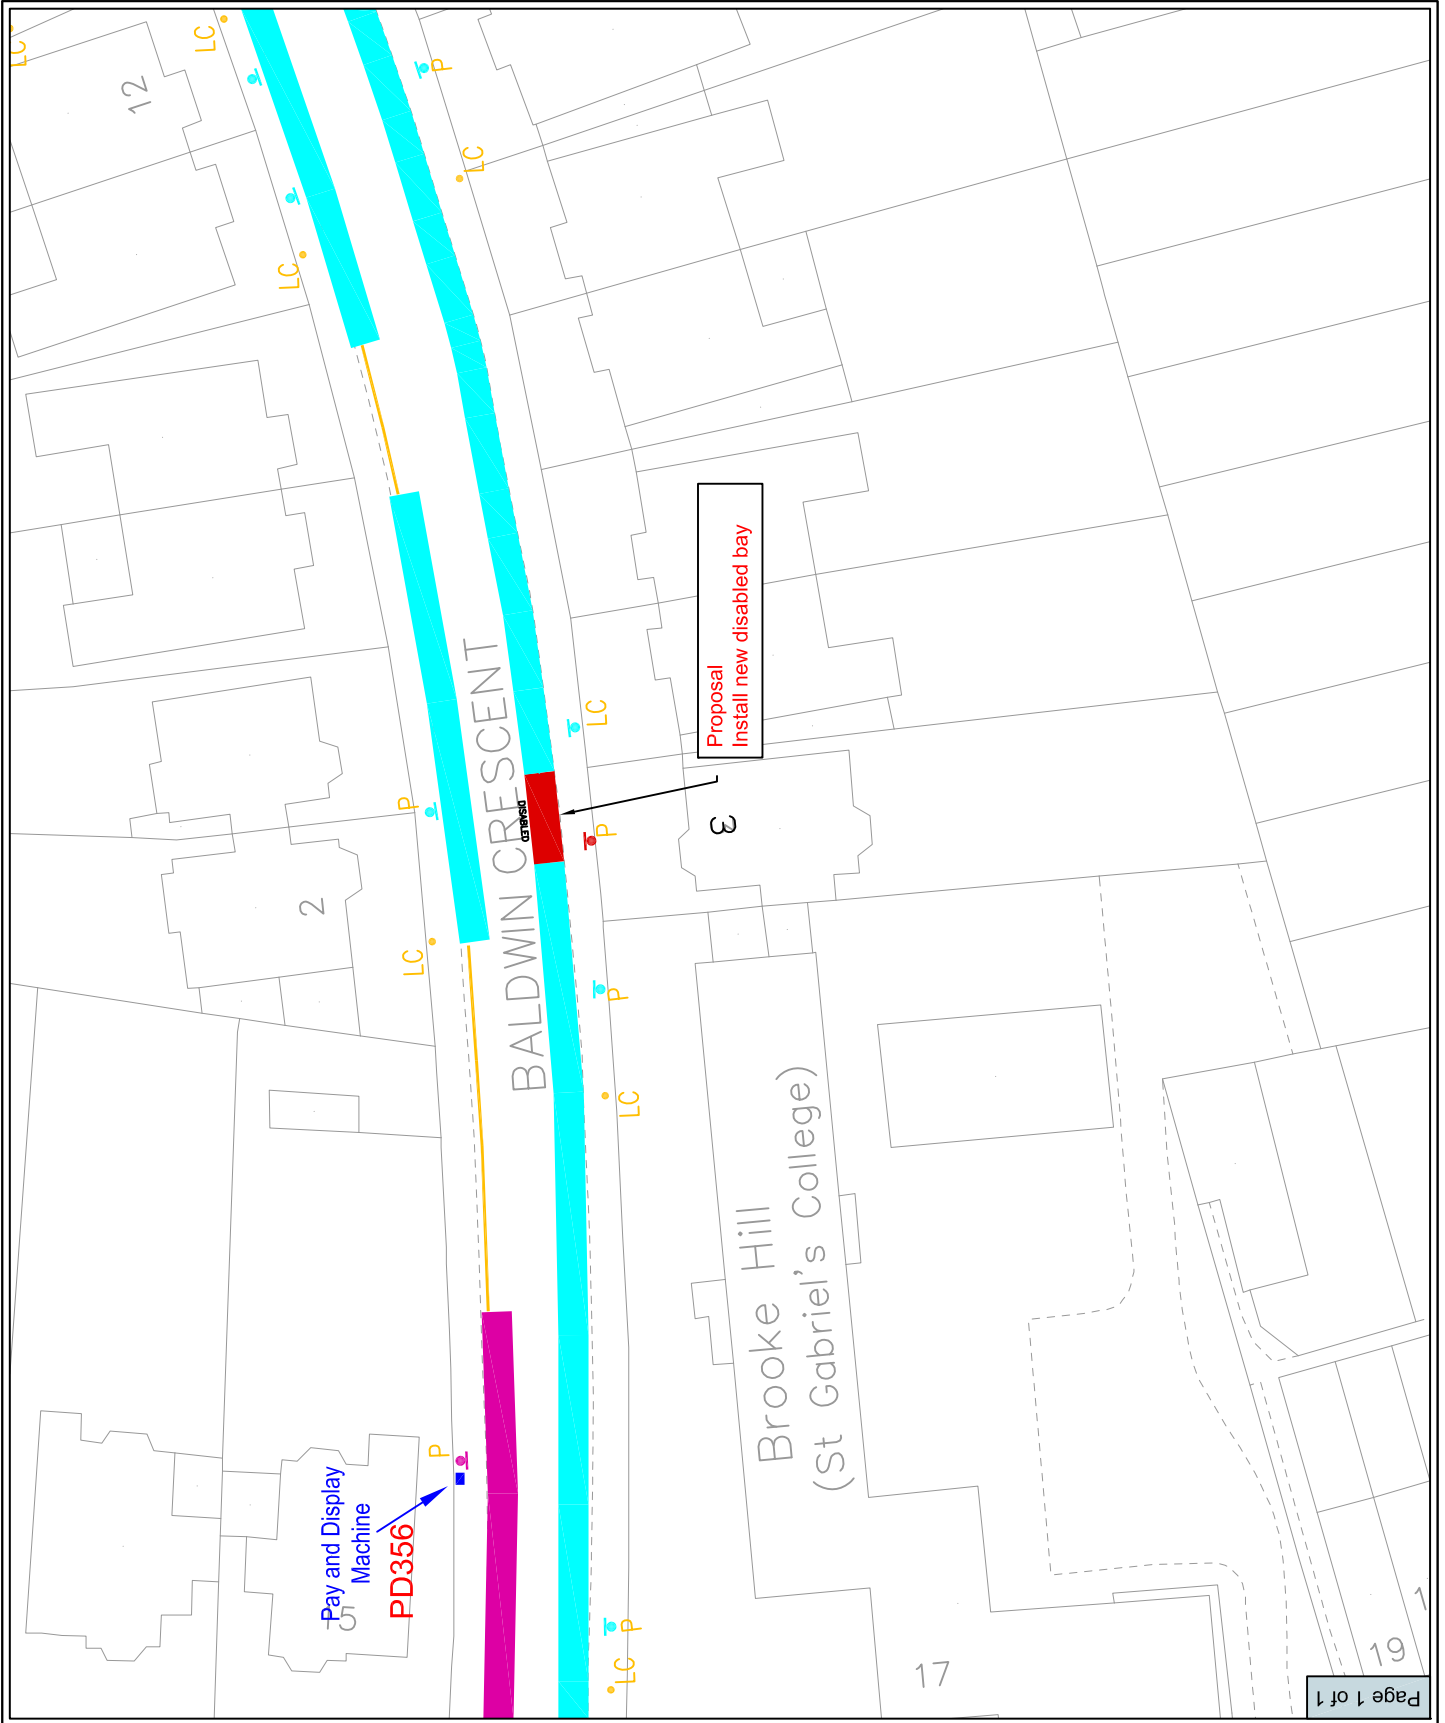 LC
LC
12
P
LC
LC
Proposal
Install new disabled bay
LC
BALDWIN CRESCENT
DISABLED
P
P
3
2
LC
P
LC
Brooke Hill
(St Gabriel's College)
P
Pay and Display
Machine
PD356
5
P
LC
17
19
1
Page 1 of 1